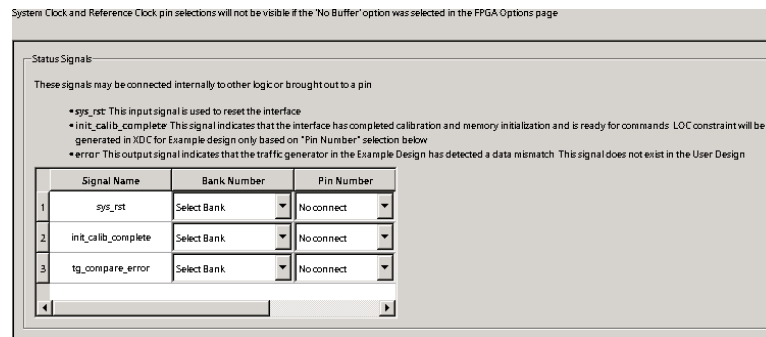 System Clock and Reference Clock pin selections will not be visible if the 'No Buffer' option was selected in the FPGA Options page
Status Signals
These signals may be connected internally to other logic or brought out to a pin
• sys_rst This input signal is used to reset the interface
• init_calib_complete This signal indicates that the interface has completed calibration and memory initialization and is ready for commands LOC constraint will be
generated in XDC for Example design only based on "Pin Number" selection below
• error This output signal indicates that the traffic generator in the Example Design has detected a data mismatch This signal does not exist in the User Design
Signal Name Bank Number Pin Number
1 sys_rst Select Bank No connect
2 init_calib_complete Select Bank No connect
3 tg_compare_error Select Bank No connect